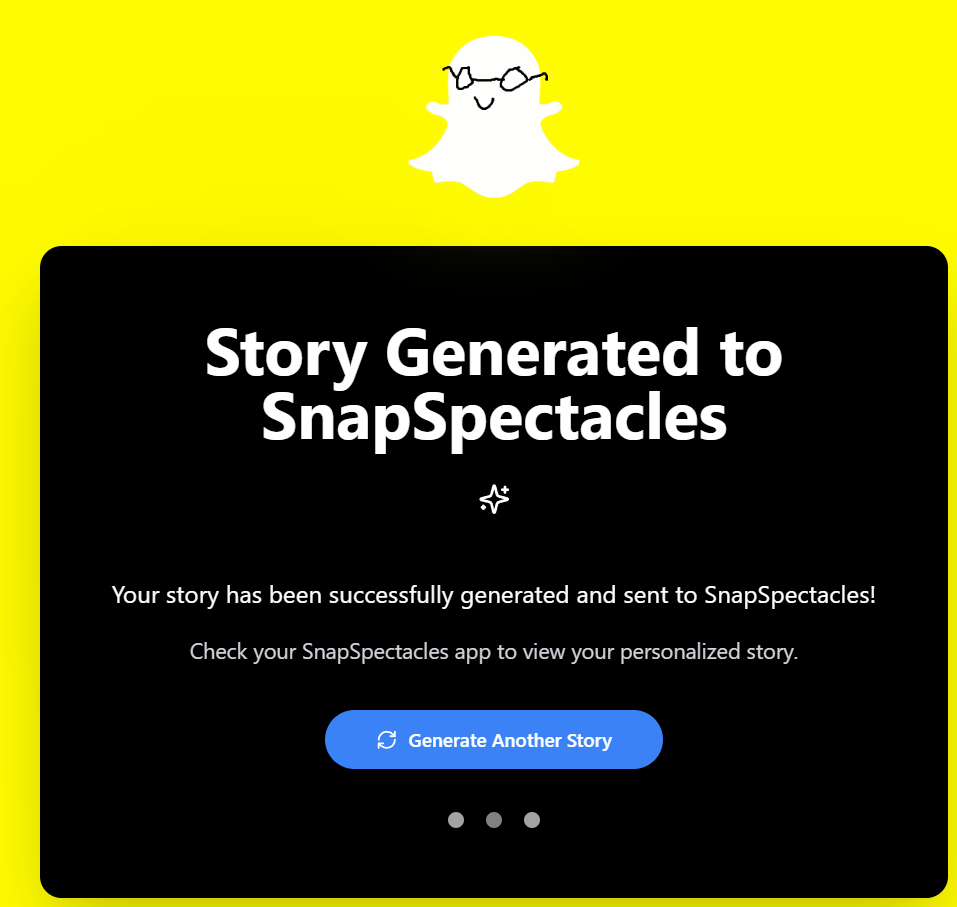 Story Generated to
SnapSpectacles
Your story has been successfully generated and sent to SnapSpectacles!
Check your SnapSpectacles app to view your personalized story.
Generate Another Story